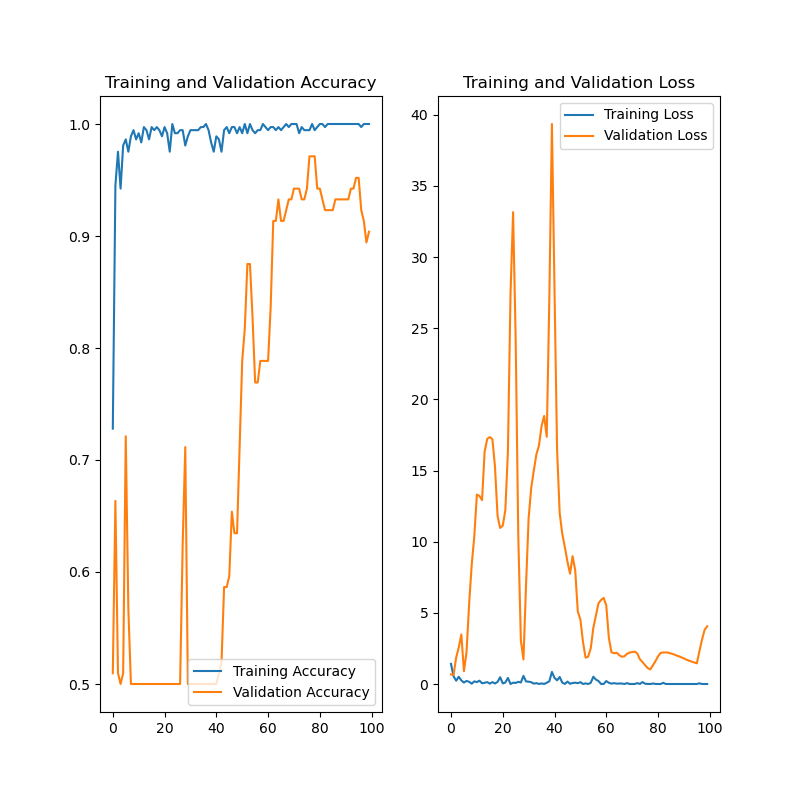 Training and Validation Accuracy
1.0
0.9
0.8
0.7
0.6
0.5
0 20 40 60 80 100
Training Accuracy
Validation Accuracy
Training and Validation Loss
40
35
30
25
20
15
10
5
0
0 20 40 60 80 100
Training Loss
Validation Loss